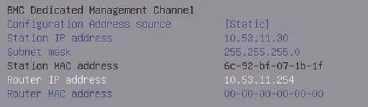 BMC Dedicated Management Channel
Configuration Address source [Static]
Station IP address 10.53.11.30
Subnet mask 255.255.255.0
Station MAC address 6c-92-bf-07-1b-1f
Router IP address 10.53.11.254
Router MAC address 00-00-00-00-00-00